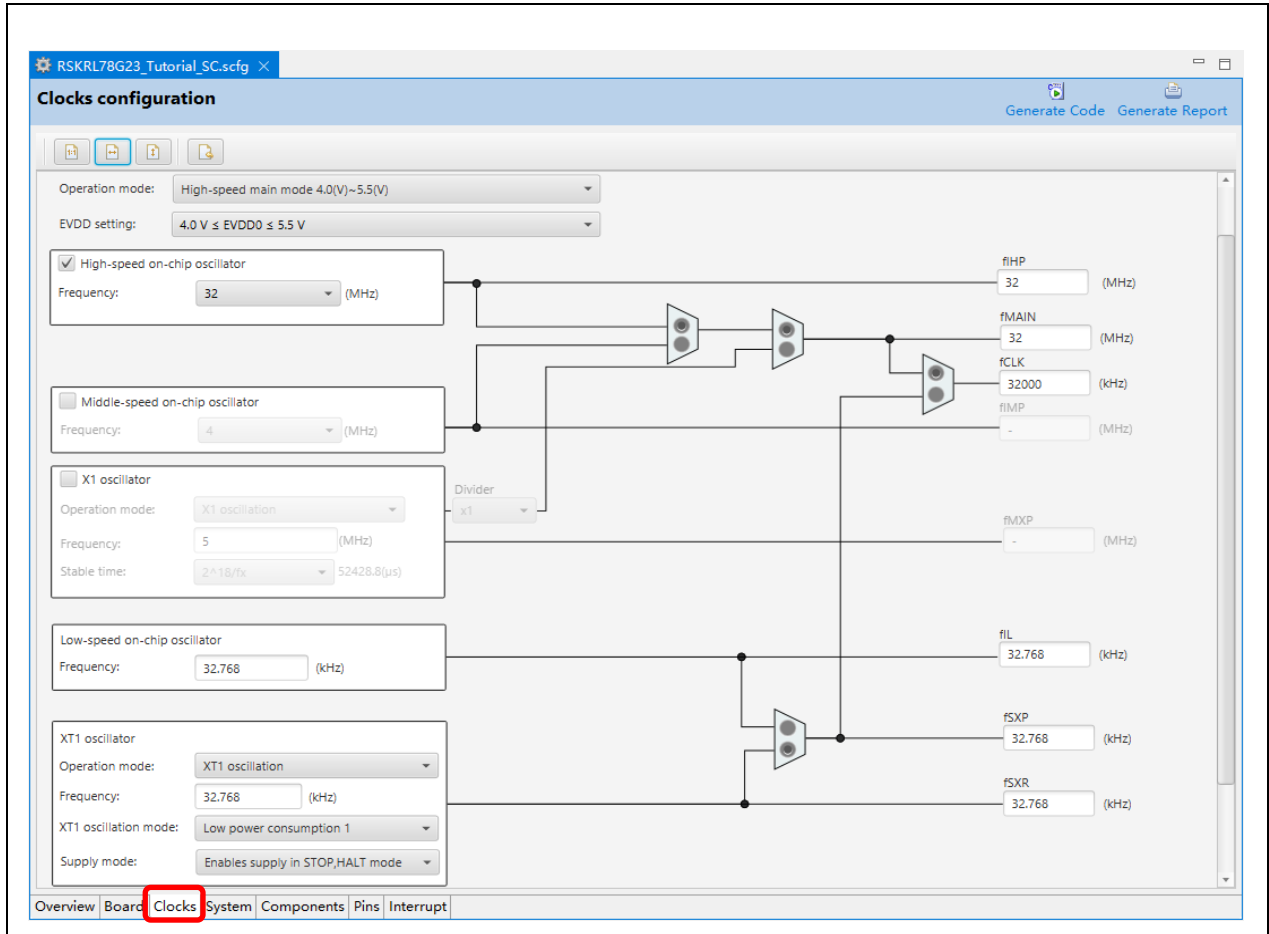 RSKRL78G23_Tutorial_SC.scfg
Clocks configuration
Generate Code Generate Report
Operation mode: High-speed main mode 4.0(V)~5.5(V)
EVDD setting: 4.0 V ≤ EVDD0 ≤ 5.5 V
High-speed on-chip oscillator
Frequency: 32 (MHz)
fIHP
32 (MHz)
fMAIN
32 (MHz)
fCLK
32000 (kHz)
Middle-speed on-chip oscillator
Frequency: 4 (MHz)
fIMP
- (MHz)
X1 oscillator
Operation mode: X1 oscillation
Frequency: 5 (MHz)
Stable time: 2^18/fx 52428.8(μs)
Divider
x1
fMXP
- (MHz)
Low-speed on-chip oscillator
Frequency: 32.768 (kHz)
fIL
32.768 (kHz)
XT1 oscillator
Operation mode: XT1 oscillation
Frequency: 32.768 (kHz)
XT1 oscillation mode: Low power consumption 1
Supply mode: Enables supply in STOP,HALT mode
fSXP
32.768 (kHz)
fSXR
32.768 (kHz)
Overview Board Clocks System Components Pins Interrupt